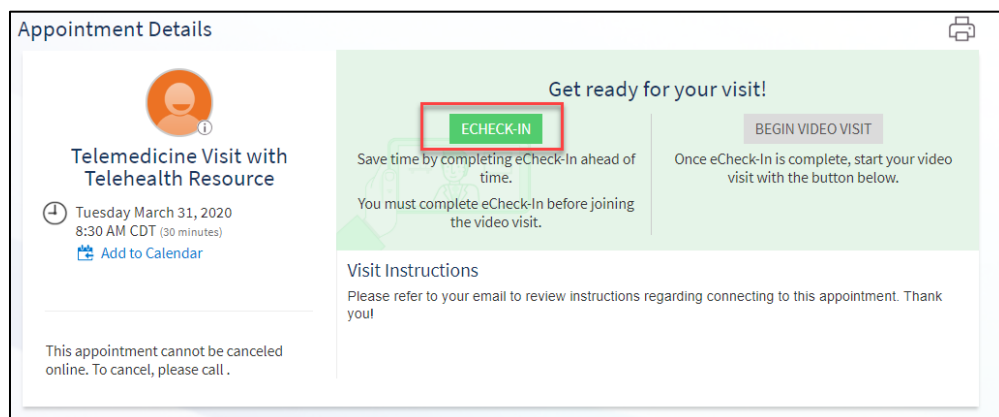 Appointment Details
Telemedicine Visit with
Telehealth Resource
Tuesday March 31, 2020
8:30 AM CDT (30 minutes)
Add to Calendar
This appointment cannot be canceled
online. To cancel, please call .
Get ready for your visit!
ECHECK-IN
Save time by completing eCheck-In ahead of
time.
You must complete eCheck-In before joining
the video visit.
BEGIN VIDEO VISIT
Once eCheck-In is complete, start your video
visit with the button below.
Visit Instructions
Please refer to your email to review instructions regarding connecting to this appointment. Thank
you!